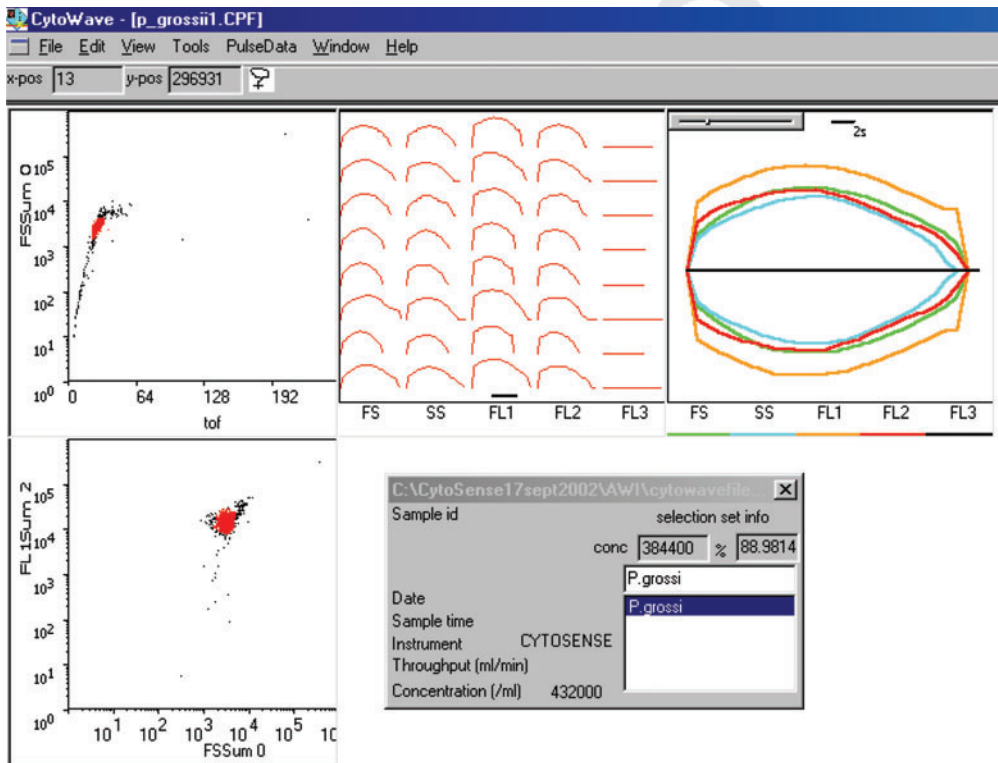 CytoWave - [p_grossii1.CPF]
File Edit View Tools PulseData Window Help
x-pos 13 y-pos 296931
FSSum 0
10^5
10^4
10^3
10^2
10^1
10^0
0 64 128 192
tof
FS SS FL1 FL2 FL3
2s
FS SS FL1 FL2 FL3
FL1Sum 2
10^5
10^4
10^3
10^2
10^1
10^0
10^1 10^2 10^3 10^4 10^5 10
FSSum 0
C:\CytoSense17sept2002\AWI\cytowavefile...
Sample id
selection set info
conc 384400 % 88.9814
P.grossi
P.grossi
Date
Sample time
Instrument CYTOSENSE
Throughput (ml/min)
Concentration (/ml) 432000